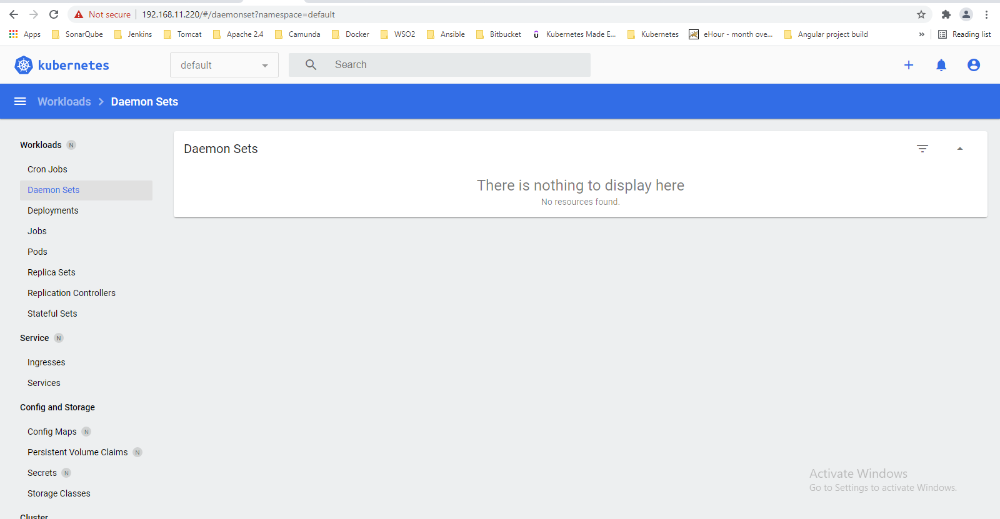 Not secure 192.168.11.220/#/daemonset?namespace=default
Apps SonarQube Jenkins Tomcat Apache 2.4 Camunda Docker WSO2 Ansible Bitbucket Kubernetes Made E... Kubernetes eHour - month ove... Angular project build » Reading list
kubernetes default Search
Workloads Daemon Sets
Workloads N
Cron Jobs
Daemon Sets
Deployments
Jobs
Pods
Replica Sets
Replication Controllers
Stateful Sets
Service N
Ingresses
Services
Config and Storage
Config Maps N
Persistent Volume Claims N
Secrets N
Storage Classes
Cluster
Daemon Sets
There is nothing to display here
No resources found.
Activate Windows
Go to Settings to activate Windows.